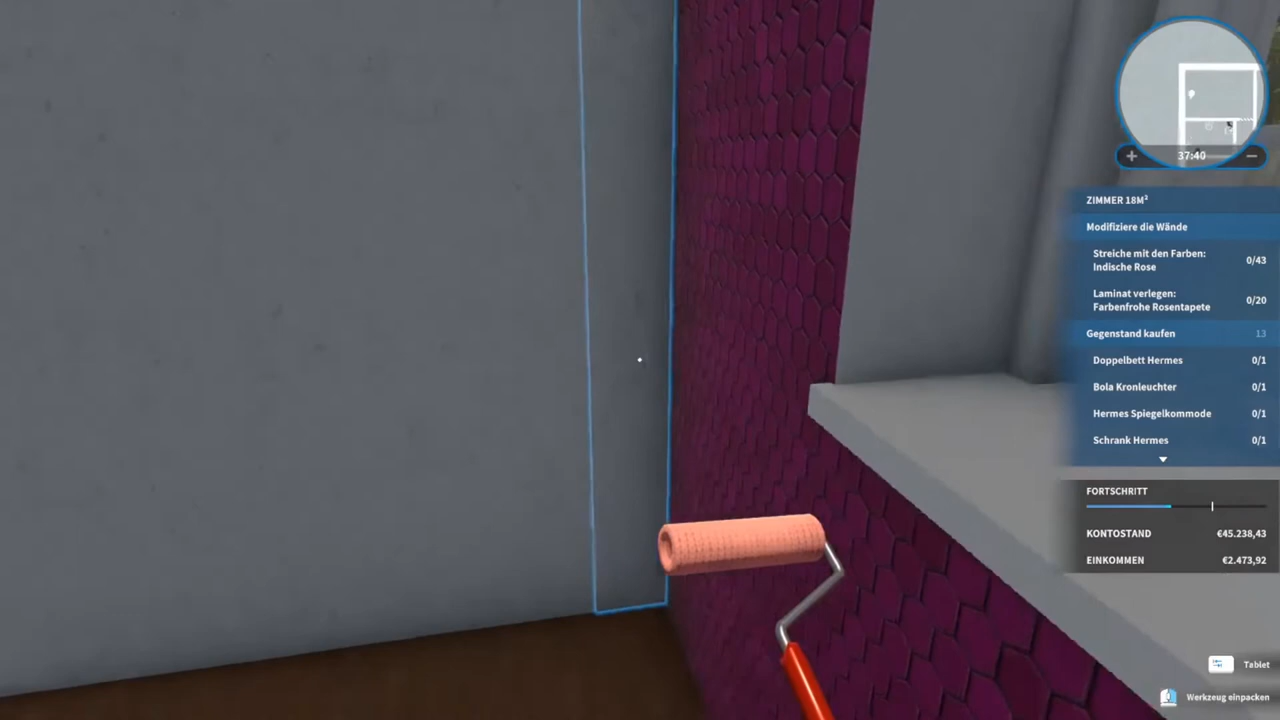 + 37:40 −
ZIMMER 18M²
Modifiziere die Wände
Streiche mit den Farben:
Indische Rose 0/43
Laminat verlegen:
Farbenfrohe Rosentapete 0/20
Gegenstand kaufen 13
Doppelbett Hermes 0/1
Bola Kronleuchter 0/1
Hermes Spiegelkommode 0/1
Schrank Hermes 0/1
FORTSCHRITT
KONTOSTAND €45.238,43
EINKOMMEN €2.473,92
Tablet
Werkzeug einpacken